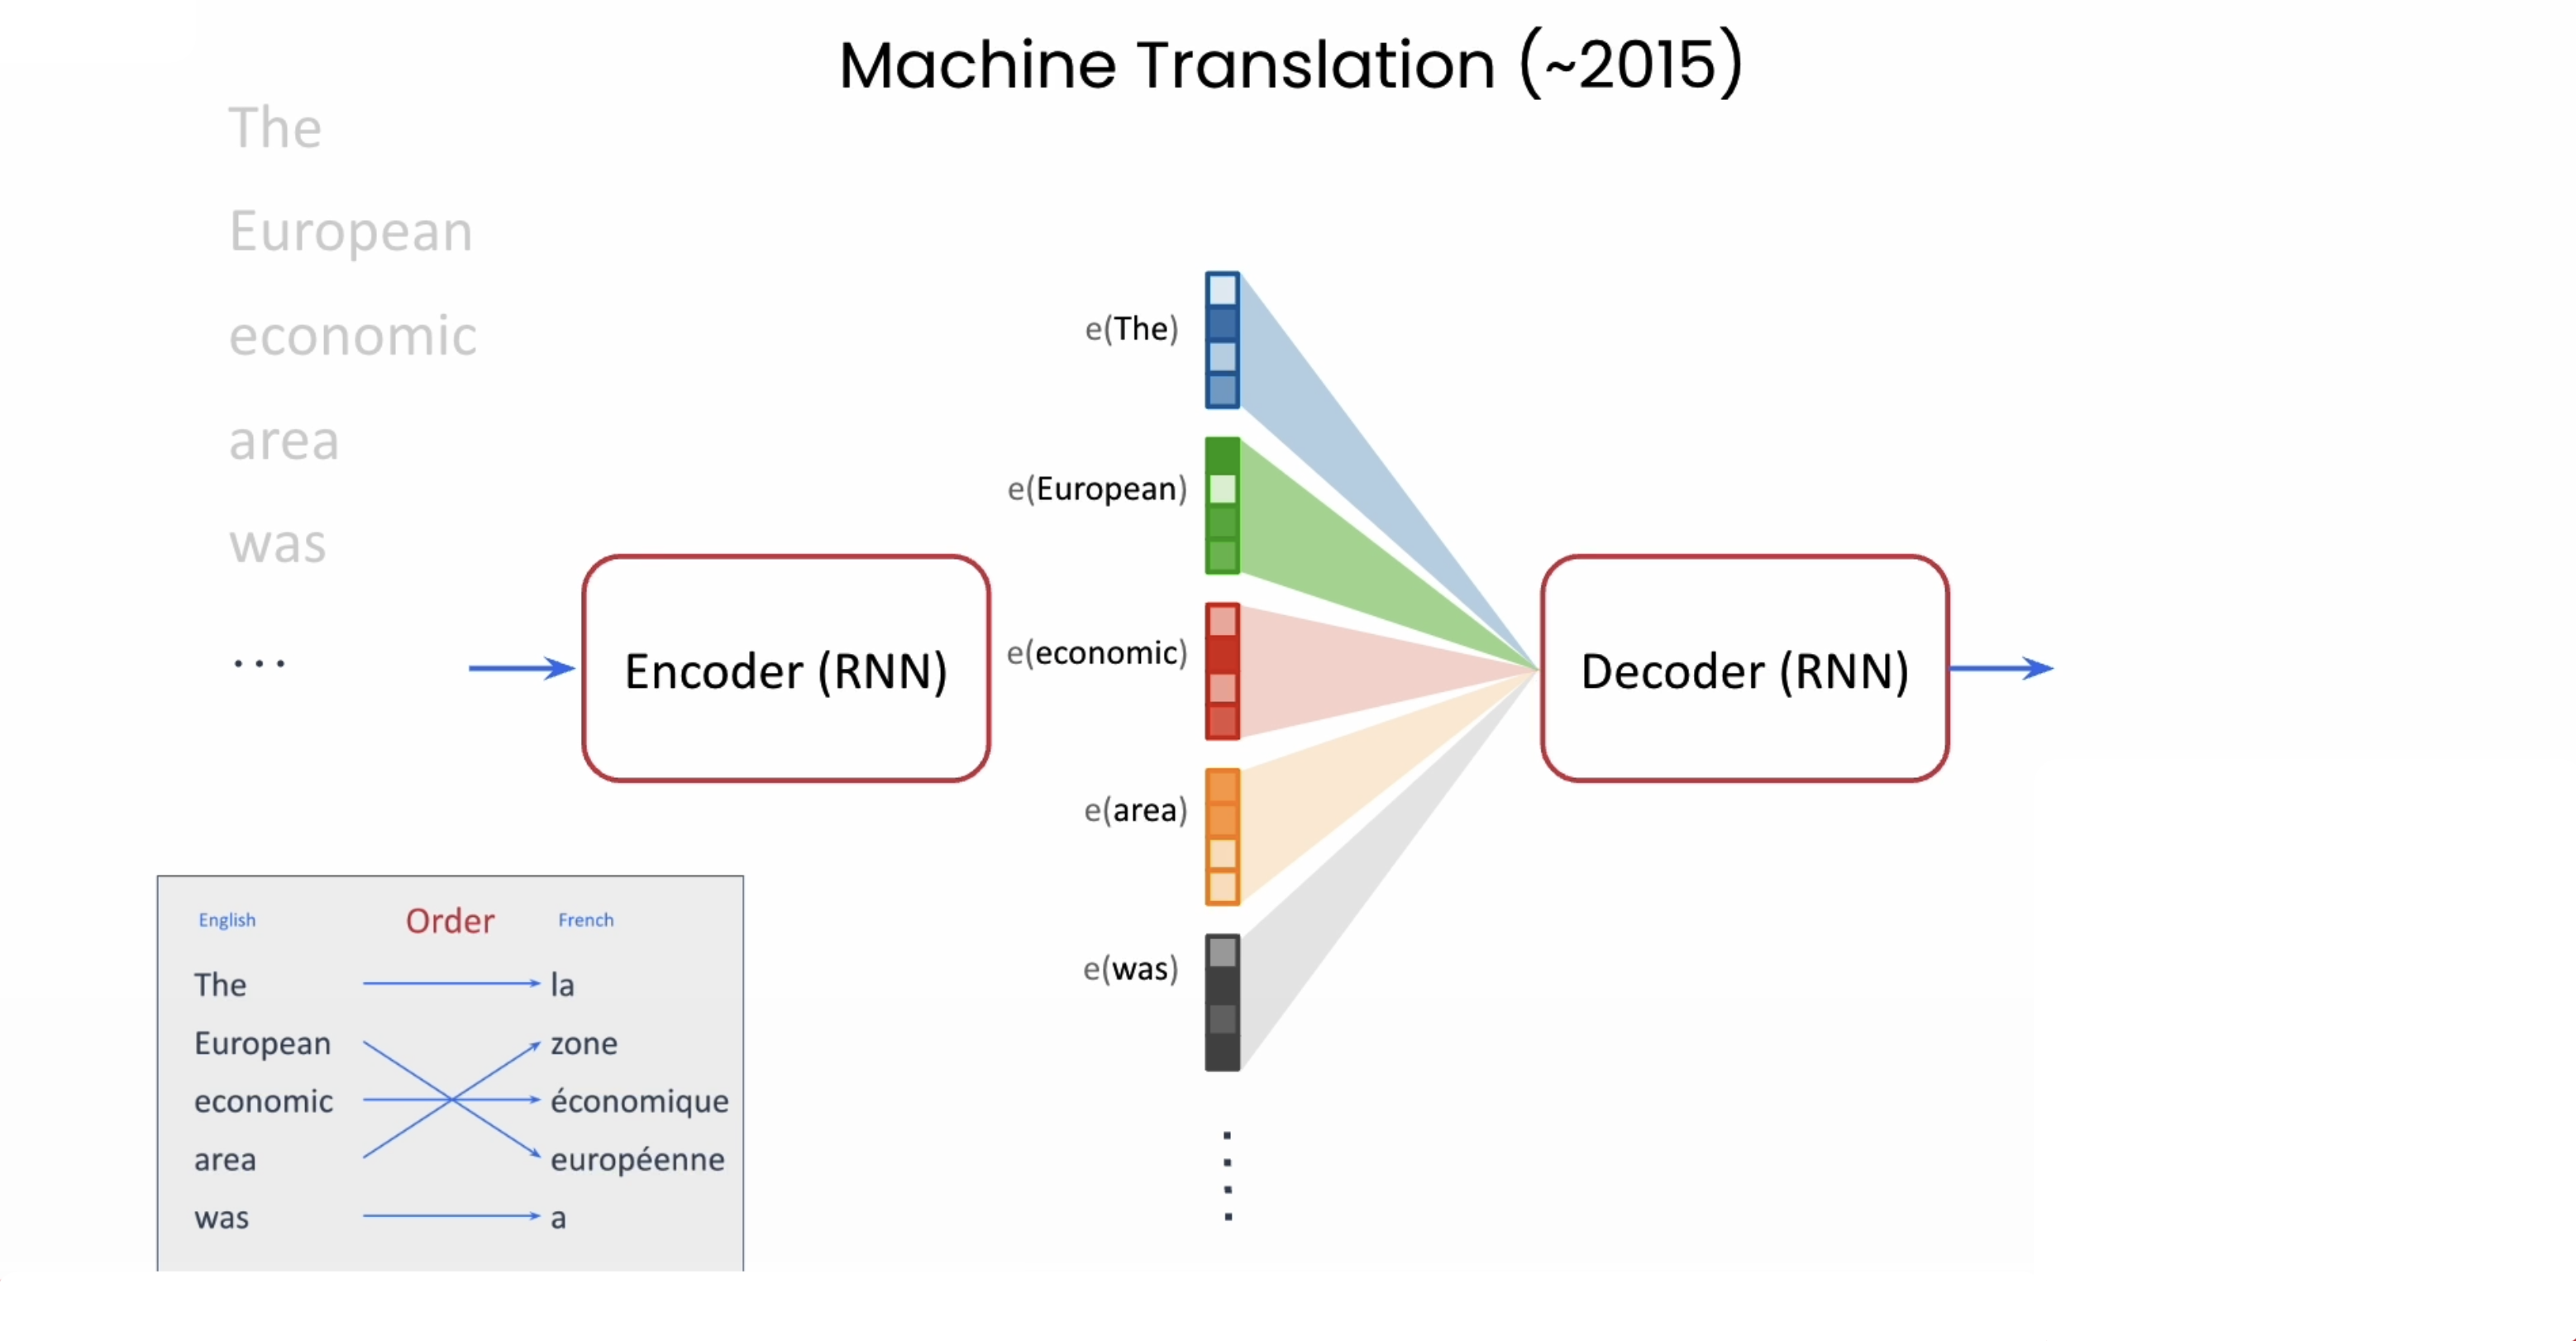 Machine Translation (~2015)
The
European
economic
area
was
...
Encoder (RNN)
e(The)
e(European)
e(economic)
e(area)
e(was)
Decoder (RNN)
English Order French
The la
European zone
economic économique
area européenne
was a